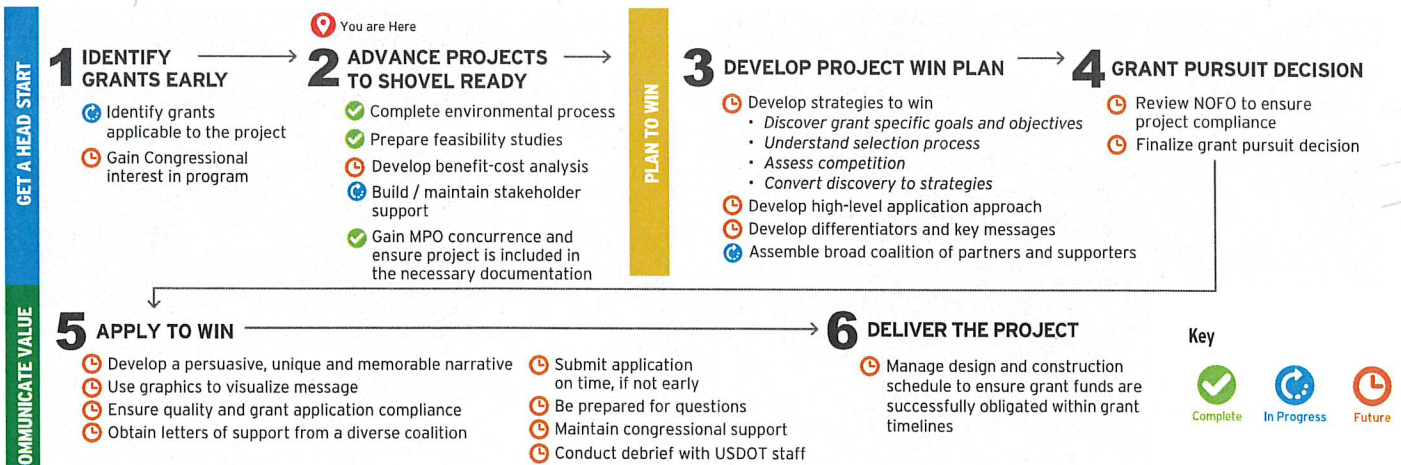 You are Here
GET A HEAD START
1 IDENTIFY
GRANTS EARLY
Identify grants
applicable to the project
Gain Congressional
interest in program
2 ADVANCE PROJECTS
TO SHOVEL READY
Complete environmental process
Prepare feasibility studies
Develop benefit-cost analysis
Build / maintain stakeholder
support
Gain MPO concurrence and
ensure project is included in
the necessary documentation
PLAN TO WIN
3 DEVELOP PROJECT WIN PLAN
Develop strategies to win
• Discover grant specific goals and objectives
• Understand selection process
• Assess competition
• Convert discovery to strategies
Develop high-level application approach
Develop differentiators and key messages
Assemble broad coalition of partners and supporters
4 GRANT PURSUIT DECISION
Review NOFO to ensure
project compliance
Finalize grant pursuit decision
OMMUNICATE VALUE
5 APPLY TO WIN
Develop a persuasive, unique and memorable narrative
Use graphics to visualize message
Ensure quality and grant application compliance
Obtain letters of support from a diverse coalition
Submit application
on time, if not early
Be prepared for questions
Maintain congressional support
Conduct debrief with USDOT staff
6 DELIVER THE PROJECT
Manage design and construction
schedule to ensure grant funds are
successfully obligated within grant
timelines
Key
Complete
In Progress
Future